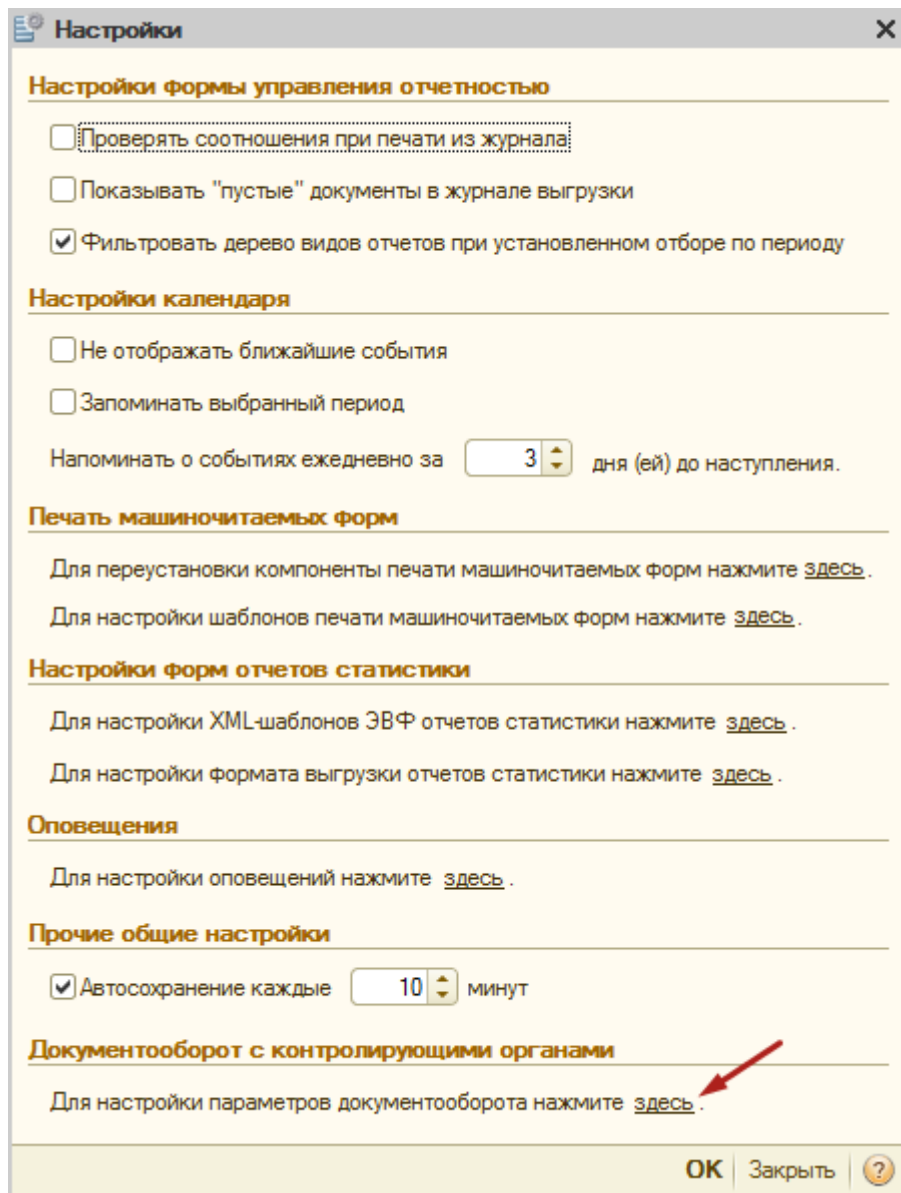 Настройки
Настройки формы управления отчетностью
Проверять соотношения при печати из журнала
Показывать "пустые" документы в журнале выгрузки
Фильтровать дерево видов отчетов при установленном отборе по периоду
Настройки календаря
Не отображать ближайшие события
Запоминать выбранный период
Напоминать о событиях ежедневно за 3 дня (ей) до наступления.
Печать машиночитаемых форм
Для переустановки компоненты печати машиночитаемых форм нажмите здесь.
Для настройки шаблонов печати машиночитаемых форм нажмите здесь.
Настройки форм отчетов статистики
Для настройки XML-шаблонов ЭВФ отчетов статистики нажмите здесь.
Для настройки формата выгрузки отчетов статистики нажмите здесь.
Оповещения
Для настройки оповещений нажмите здесь.
Прочие общие настройки
Автосохранение каждые 10 минут
Документооборот с контролирующими органами
Для настройки параметров документооборота нажмите здесь.
OK Закрыть ?